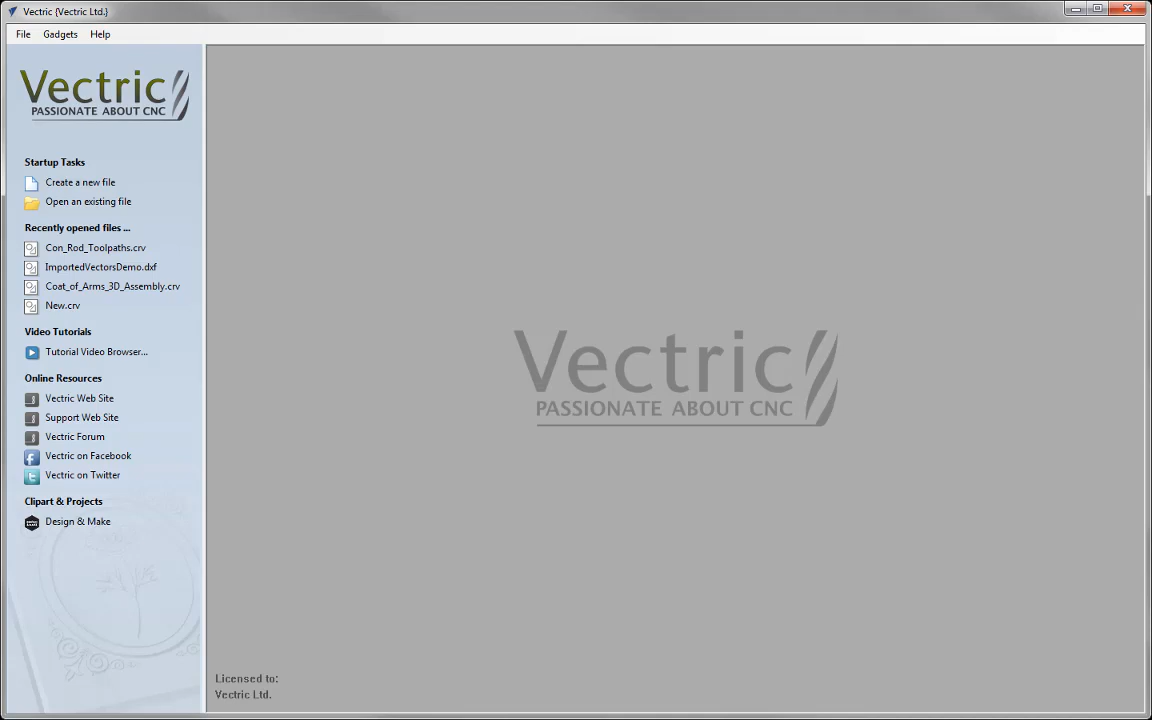 Vectric {Vectric Ltd.}
File Gadgets Help
Vectric
PASSIONATE ABOUT CNC
Startup Tasks
Create a new file
Open an existing file
Recently opened files ...
Con_Rod_Toolpaths.crv
ImportedVectorsDemo.dxf
Coat_of_Arms_3D_Assembly.crv
New.crv
Video Tutorials
Tutorial Video Browser...
Online Resources
Vectric Web Site
Support Web Site
Vectric Forum
Vectric on Facebook
Vectric on Twitter
Clipart & Projects
Design & Make
Vectric
PASSIONATE ABOUT CNC
Licensed to:
Vectric Ltd.